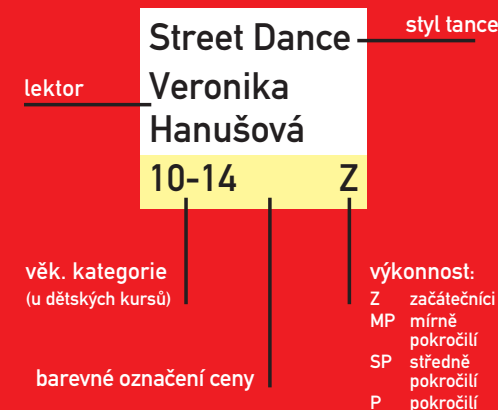 Street Dance
styl tance
lektor
Veronika
Hanušová
10-14 Z
věk. kategorie
(u dětských kursů)
barevné označení ceny
výkonnost:
Z začátečníci
MP mírně
pokročilí
SP středně
pokročilí
P pokročilí